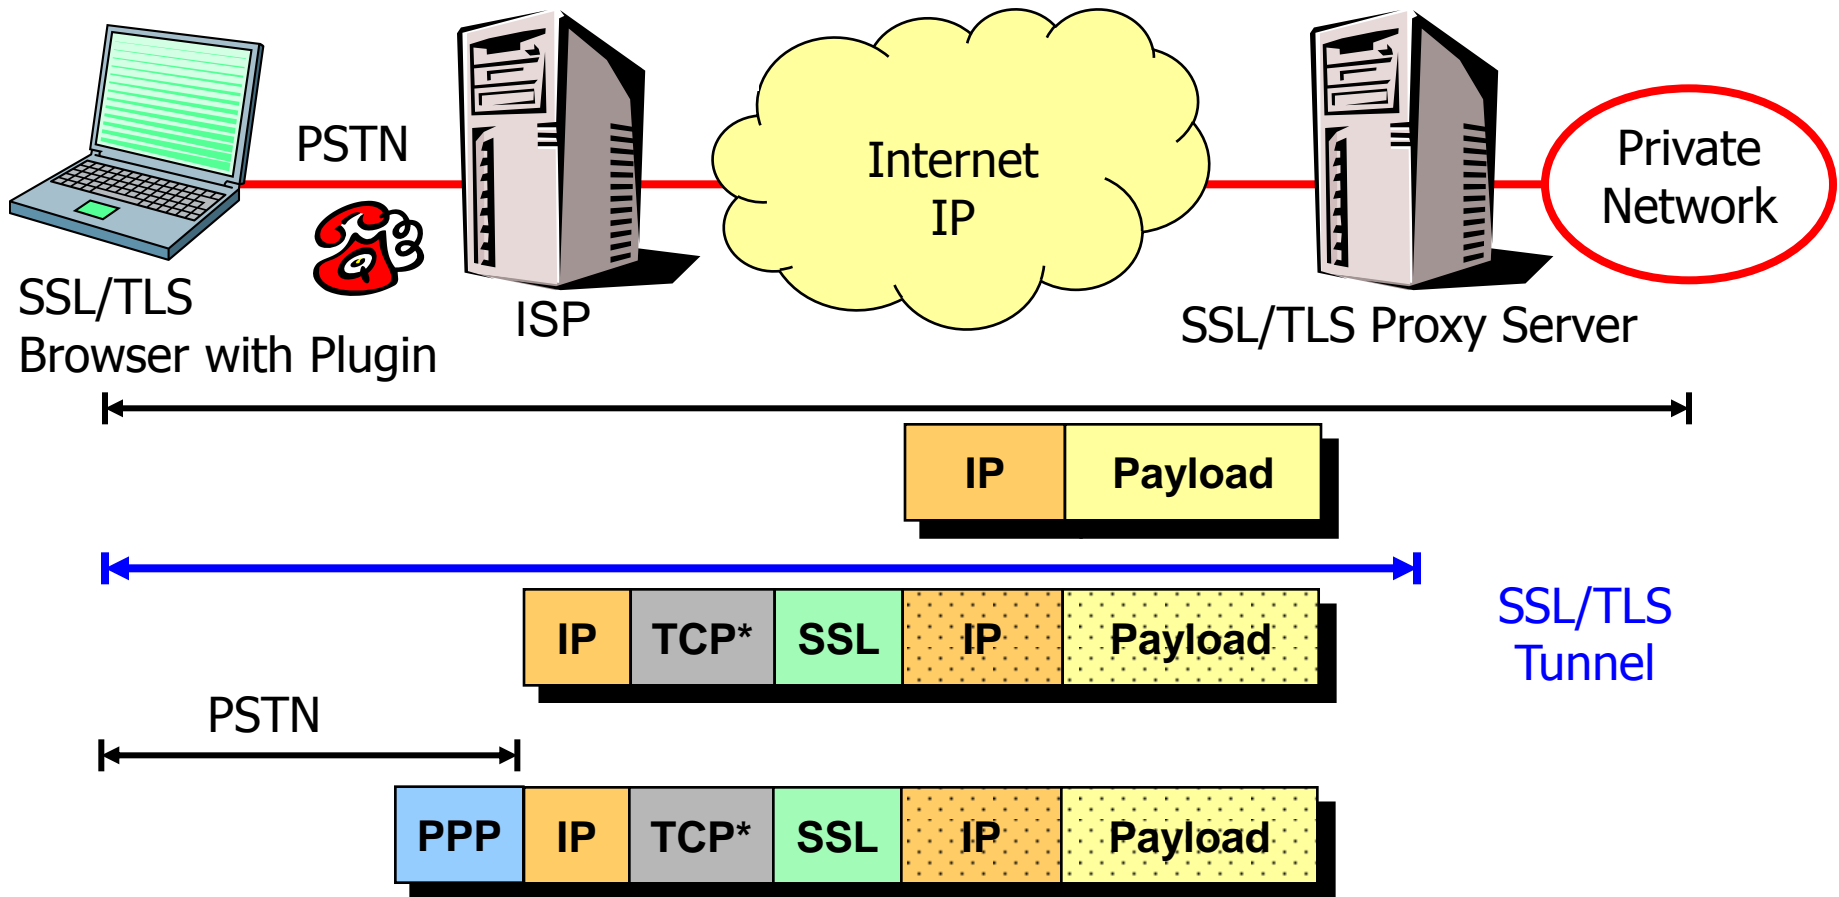 PSTN
Internet
IP
Private
Network
SSL/TLS
Browser with Plugin
ISP
SSL/TLS Proxy Server
IP Payload
IP TCP* SSL IP Payload
SSL/TLS
Tunnel
PSTN
PPP IP TCP* SSL IP Payload